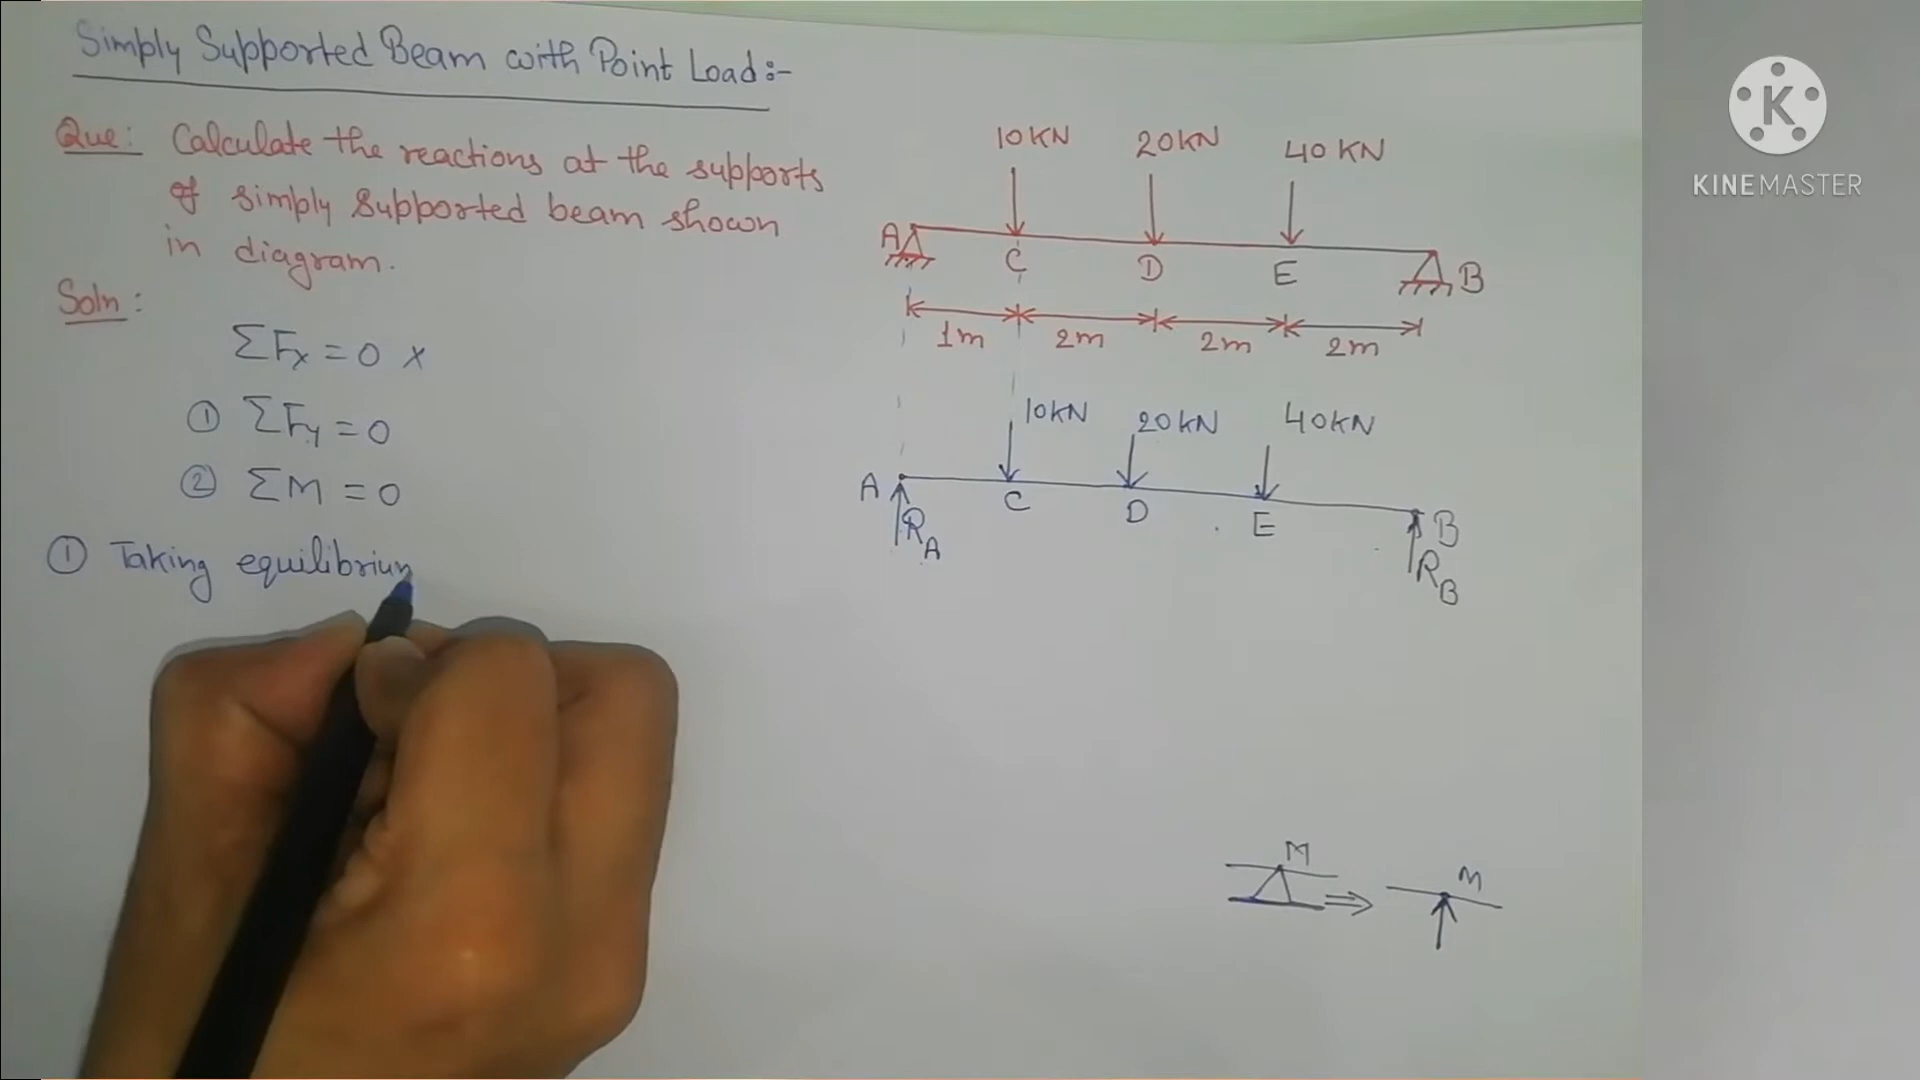 Simply Supported Beam with Point Load:-
Que: Calculate the reactions at the supports
of simply supported beam shown
in diagram.
Soln:
ΣFx = 0 x
① ΣFy = 0
② ΣM = 0
① Taking equilibrium
10KN 20KN 40 KN
A C D E B
1m 2m 2m 2m
10KN 20KN 40KN
A C D E B
RA RB
M M
K
KINEMASTER